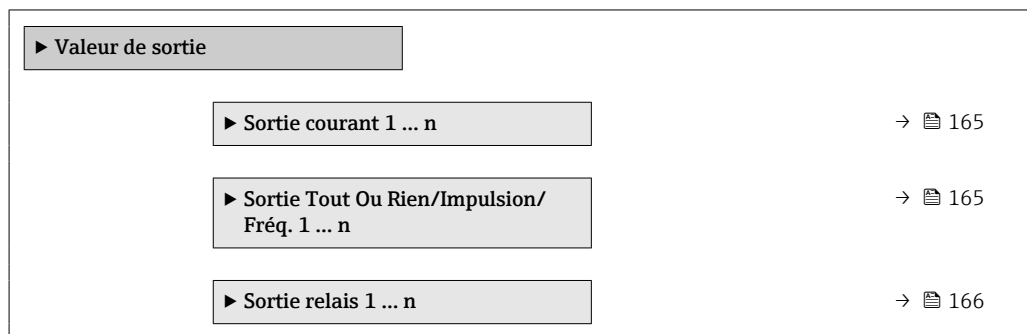 ▶ Valeur de sortie
▶ Sortie courant 1 … n → 165
▶ Sortie Tout Ou Rien/Impulsion/
Fréq. 1 … n → 165
▶ Sortie relais 1 … n → 166